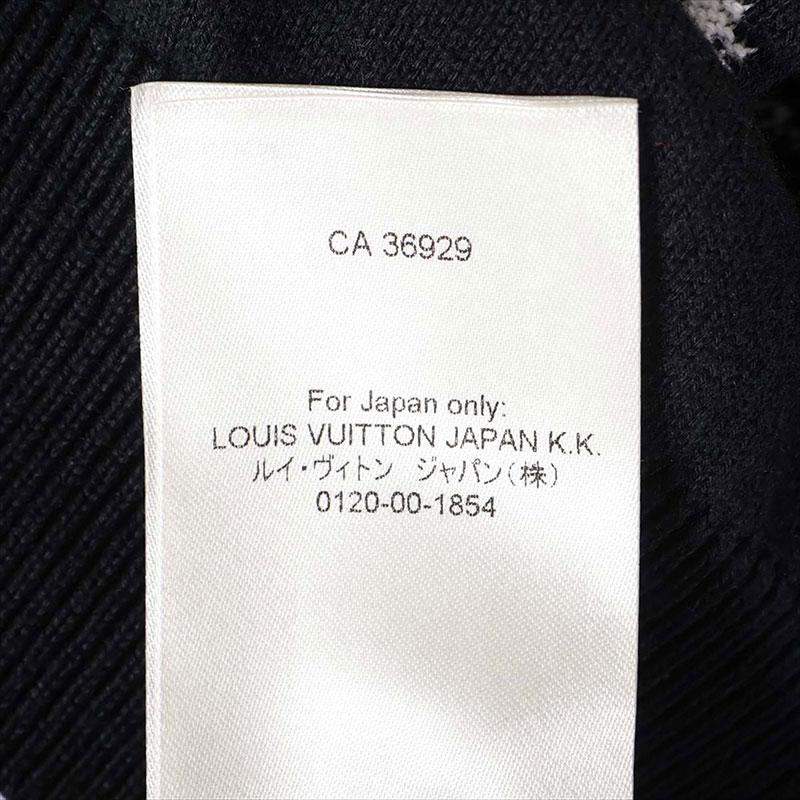 CA 36929
For Japan only:
LOUIS VUITTON JAPAN K.K.
ルイ・ヴィトン　ジャパン(株)
0120-00-1854